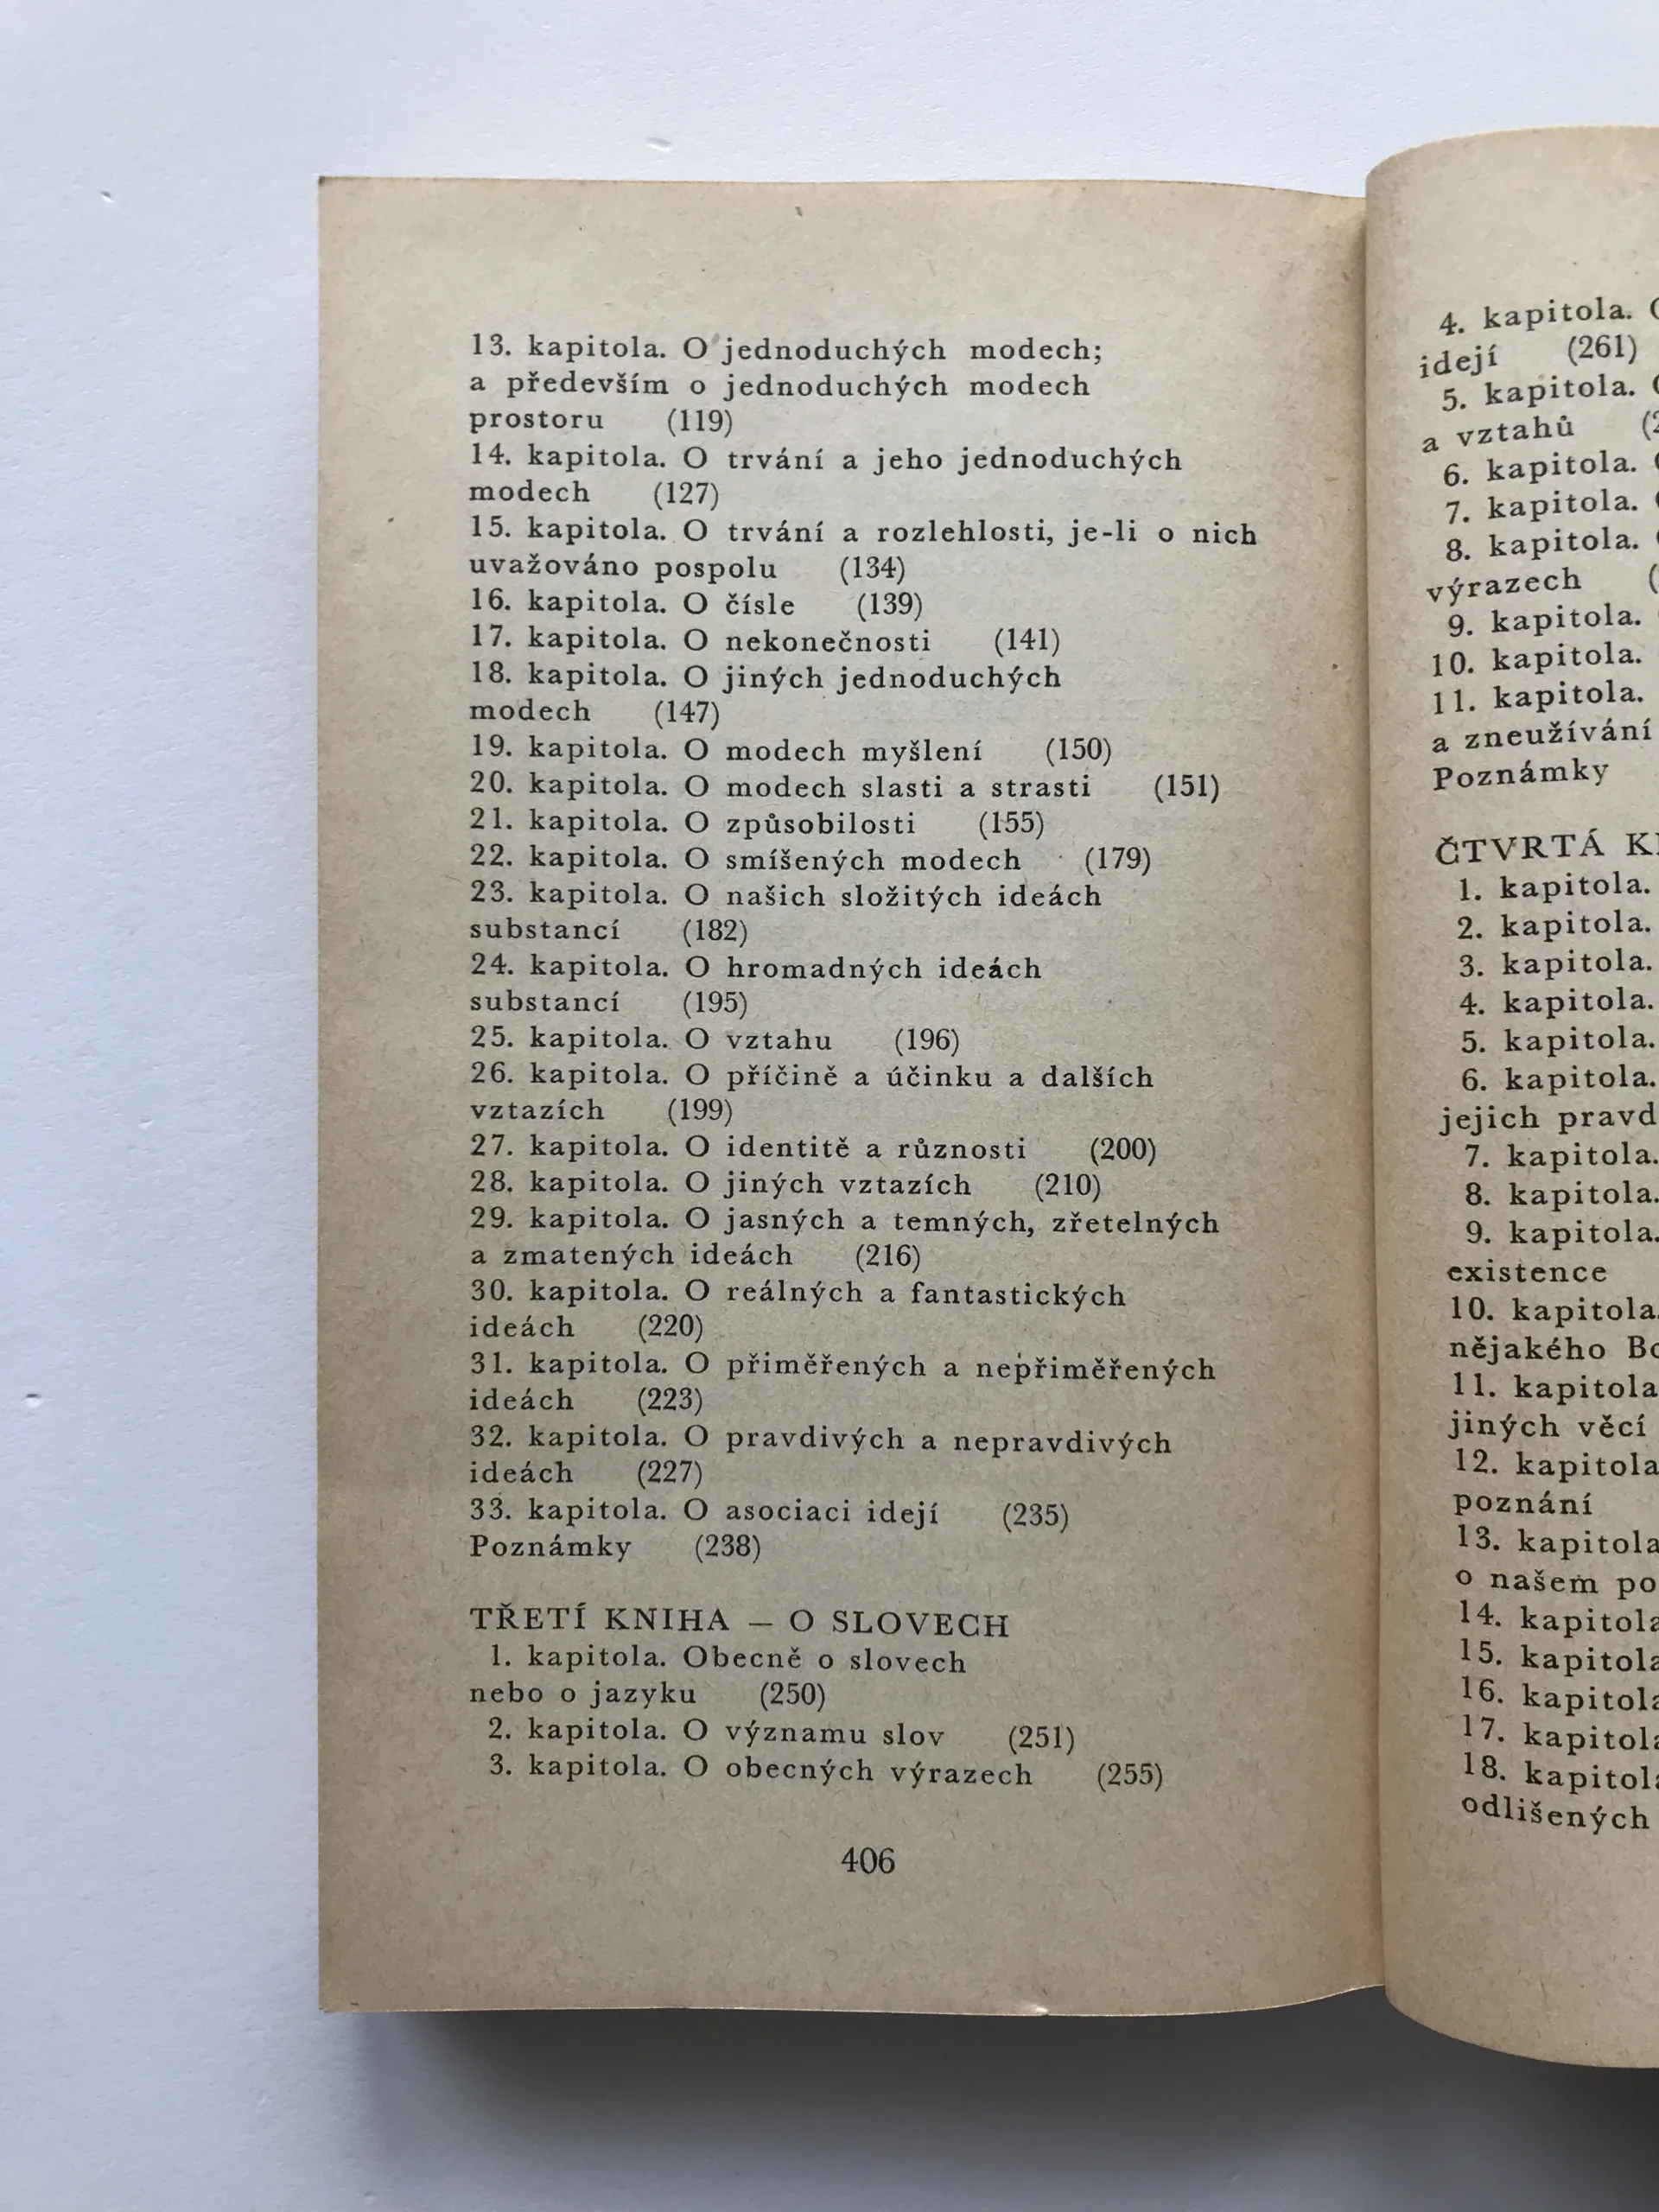 13. kapitola. O jednoduchých modech;
a především o jednoduchých modech
prostoru (119)
14. kapitola. O trvání a jeho jednoduchých
modech (127)
15. kapitola. O trvání a rozlehlosti, je-li o nich
uvažováno pospolu (134)
16. kapitola. O čísle (139)
17. kapitola. O nekonečnosti (141)
18. kapitola. O jiných jednoduchých
modech (147)
19. kapitola. O modech myšlení (150)
20. kapitola. O modech slasti a strasti (151)
21. kapitola. O způsobilosti (155)
22. kapitola. O smíšených modech (179)
23. kapitola. O našich složitých ideách
substancí (182)
24. kapitola. O hromadných ideách
substancí (195)
25. kapitola. O vztahu (196)
26. kapitola. O příčině a účinku a dalších
vztazích (199)
27. kapitola. O identitě a různosti (200)
28. kapitola. O jiných vztazích (210)
29. kapitola. O jasných a temných, zřetelných
a zmatených ideách (216)
30. kapitola. O reálných a fantastických
ideách (220)
31. kapitola. O přiměřených a nepřiměřených
ideách (223)
32. kapitola. O pravdivých a nepravdivých
ideách (227)
33. kapitola. O asociaci idejí (235)
Poznámky (238)
TŘETÍ KNIHA — O SLOVECH
1. kapitola. Obecně o slovech
nebo o jazyku (250)
2. kapitola. O významu slov (251)
3. kapitola. O obecných výrazech (255)
406
4. kapitola.
idejí (261)
5. kapitola.
a vztahů
6. kapitola.
7. kapitola.
8. kapitola.
výrazech
9. kapitola.
10. kapitola.
11. kapitola.
a zneužívání
Poznámky
ČTVRTÁ
1. kapitola.
2. kapitola.
3. kapitola.
4. kapitola.
5. kapitola.
6. kapitola.
jejich
7. kapitola.
8. kapitola.
9. kapitola.
existence
10. kapitola.
nějakého
11. kapitola
jiných věcí
12. kapitola
poznání
13. kapitola
o našem
14. kapitola
15. kapitola
16. kapitola
17. kapitola
18. kapitola
odlišených